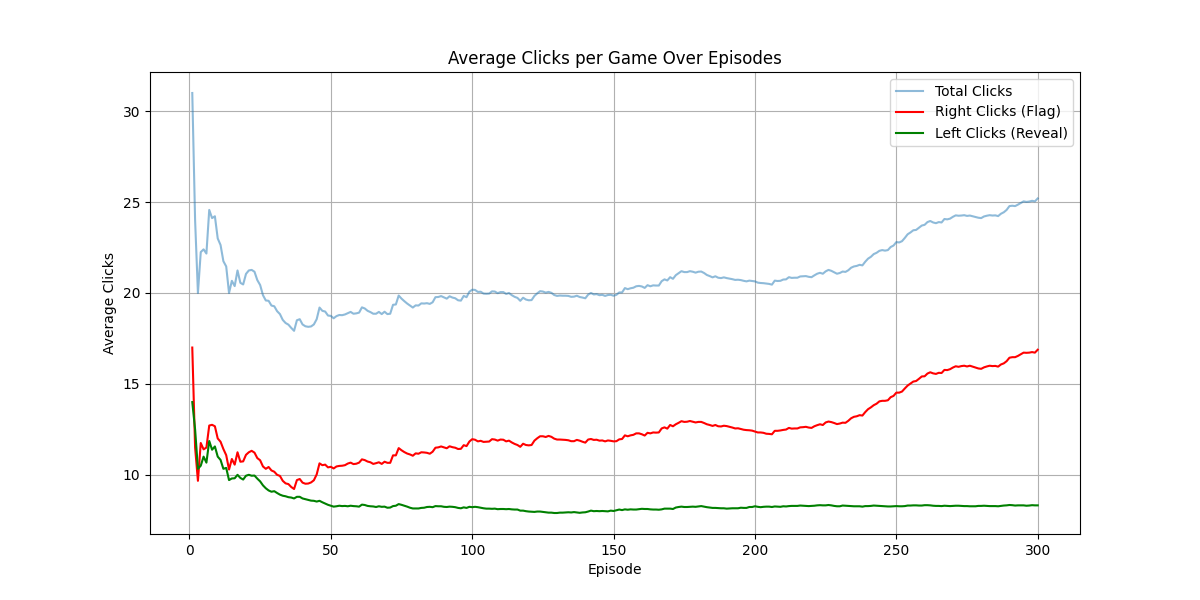 Average Clicks per Game Over Episodes
Total Clicks
Right Clicks (Flag)
Left Clicks (Reveal)
Average Clicks
30
25
20
15
10
0 50 100 150 200 250 300
Episode